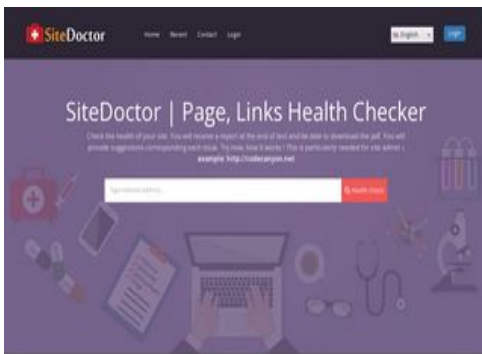 SiteDoctor
Home Recent Contact Login
English
Login
SiteDoctor | Page, Links Health Checker
Check the health of your site. You will receive a report at the end of test and be able to download the pdf. You will
provide suggestions corresponding each issue. Try now, how it works ! This is particularly needed for site admin
example: http://codecanyon.net
Health Check